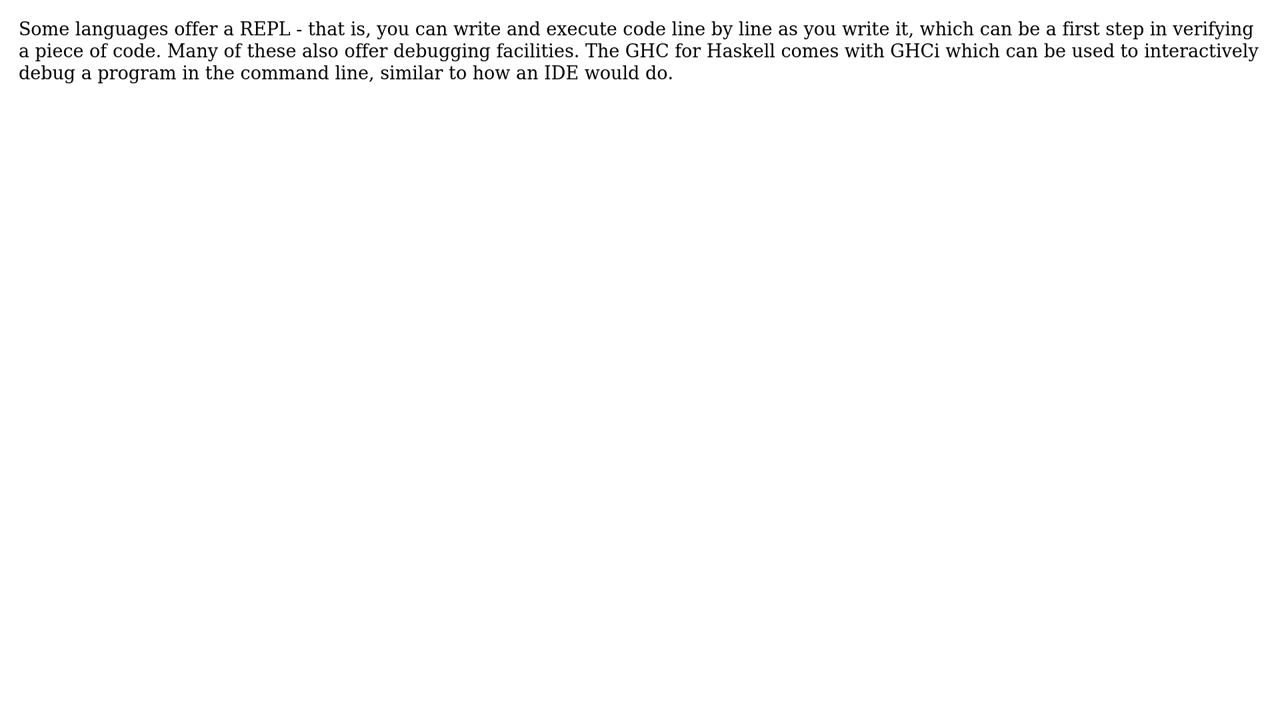 Some languages offer a REPL - that is, you can write and execute code line by line as you write it, which can be a first step in verifying
a piece of code. Many of these also offer debugging facilities. The GHC for Haskell comes with GHCi which can be used to interactively
debug a program in the command line, similar to how an IDE would do.